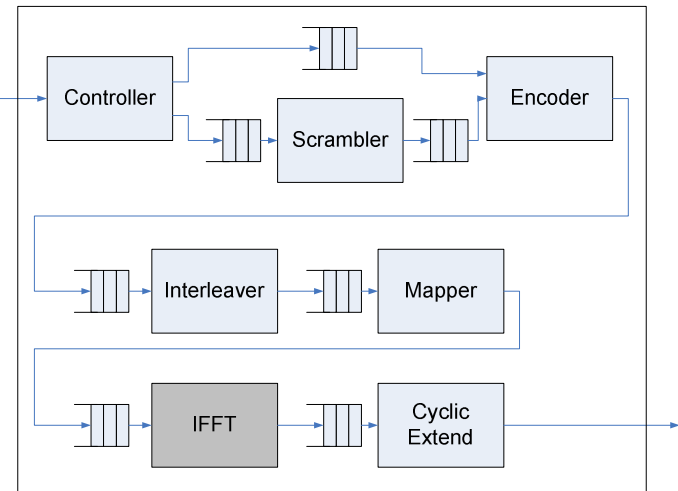 Controller
Scrambler
Encoder
Interleaver
Mapper
IFFT
Cyclic
Extend